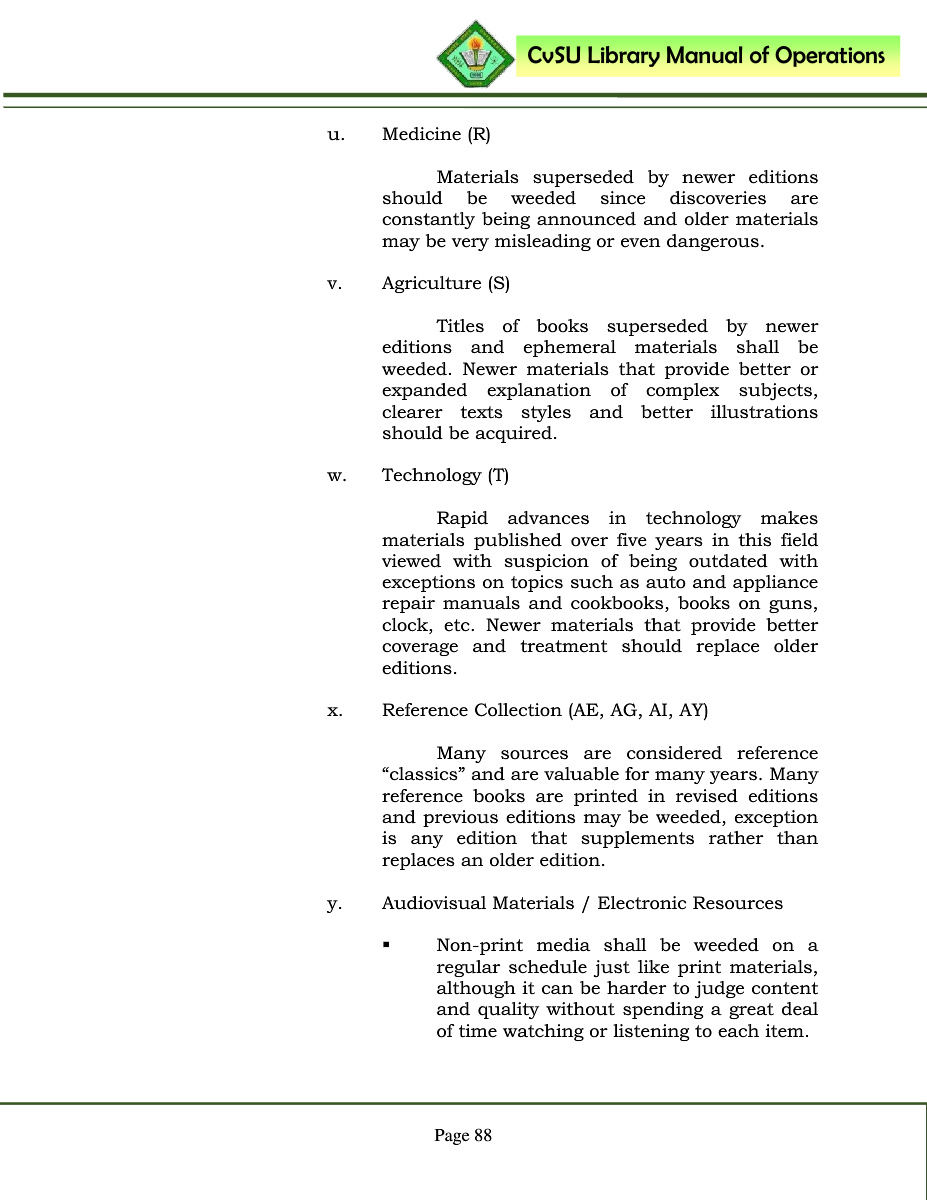 CvSU Library Manual of Operations
u. Medicine (R)
Materials superseded by newer editions
should be weeded since discoveries are
constantly being announced and older materials
may be very misleading or even dangerous.
v. Agriculture (S)
Titles of books superseded by newer
editions and ephemeral materials shall be
weeded. Newer materials that provide better or
expanded explanation of complex subjects,
clearer texts styles and better illustrations
should be acquired.
w. Technology (T)
Rapid advances in technology makes
materials published over five years in this field
viewed with suspicion of being outdated with
exceptions on topics such as auto and appliance
repair manuals and cookbooks, books on guns,
clock, etc. Newer materials that provide better
coverage and treatment should replace older
editions.
x. Reference Collection (AE, AG, AI, AY)
Many sources are considered reference
“classics” and are valuable for many years. Many
reference books are printed in revised editions
and previous editions may be weeded, exception
is any edition that supplements rather than
replaces an older edition.
y. Audiovisual Materials / Electronic Resources
▪ Non-print media shall be weeded on a
regular schedule just like print materials,
although it can be harder to judge content
and quality without spending a great deal
of time watching or listening to each item.
Page 88